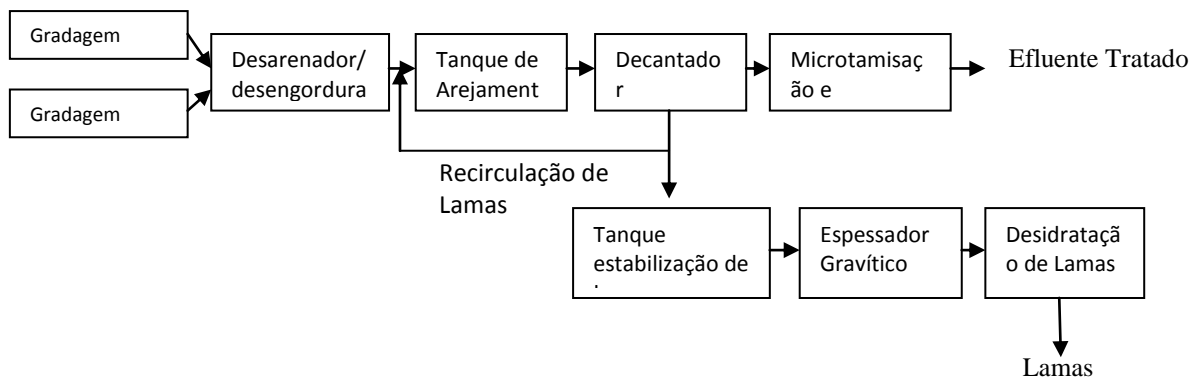 Gradagem
Gradagem
Desarenador/
desengordura
Tanque de
Arejament
Decantado
r
Microtamisaç
ão e
Efluente Tratado
Recirculação de
Lamas
Tanque
estabilização de
Espessador
Gravítico
Desidrataçã
o de Lamas
Lamas